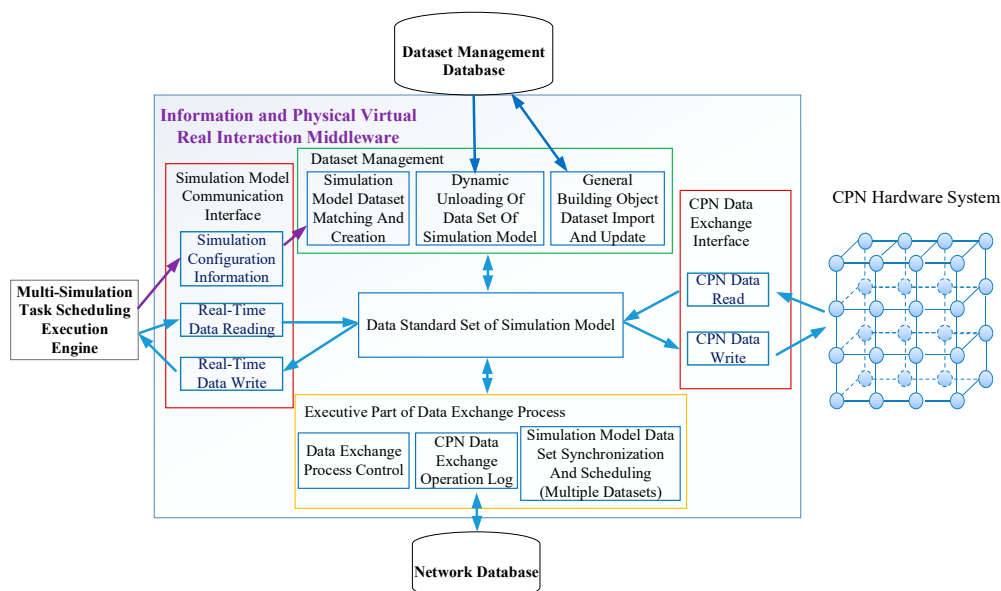 Dataset Management
Database
Information and Physical Virtual
Real Interaction Middleware
Dataset Management
Simulation
Model Dataset
Matching And
Creation
Dynamic
Unloading Of
Data Set Of
Simulation Model
General
Building Object
Dataset Import
And Update
Simulation Model
Communication
Interface
Simulation
Configuration
Information
Real-Time
Data Reading
Real-Time
Data Write
Multi-Simulation
Task Scheduling
Execution
Engine
Data Standard Set of Simulation Model
CPN Data
Exchange
Interface
CPN Data
Read
CPN Data
Write
CPN Hardware System
Executive Part of Data Exchange Process
Data Exchange
Process Control
CPN Data
Exchange
Operation Log
Simulation Model Data
Set Synchronization
And Scheduling
(Multiple Datasets)
Network Database